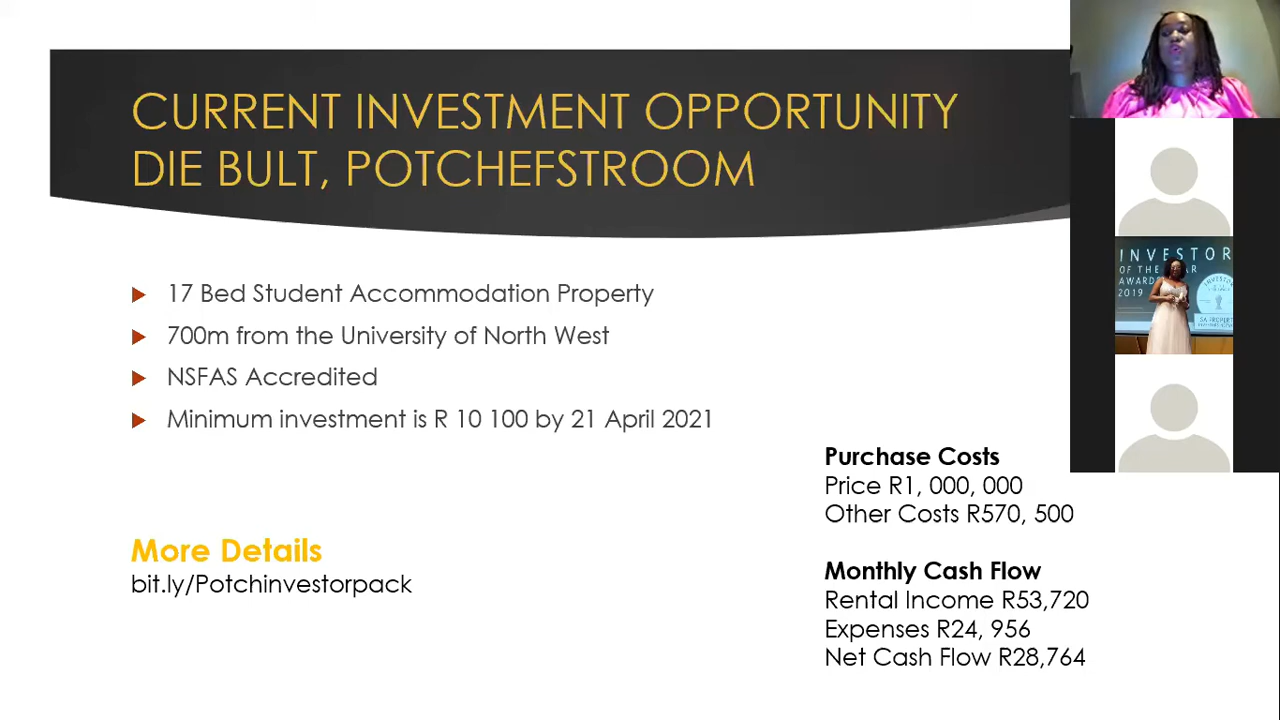 CURRENT INVESTMENT OPPORTUNITY
DIE BULT, POTCHEFSTROOM
17 Bed Student Accommodation Property
700m from the University of North West
NSFAS Accredited
Minimum investment is R 10 100 by 21 April 2021
Purchase Costs
Price R1, 000, 000
Other Costs R570, 500
More Details
bit.ly/Potchinvestorpack
Monthly Cash Flow
Rental Income R53,720
Expenses R24, 956
Net Cash Flow R28,764
INVESTOR
OF THE YEAR
AWARDS
2019